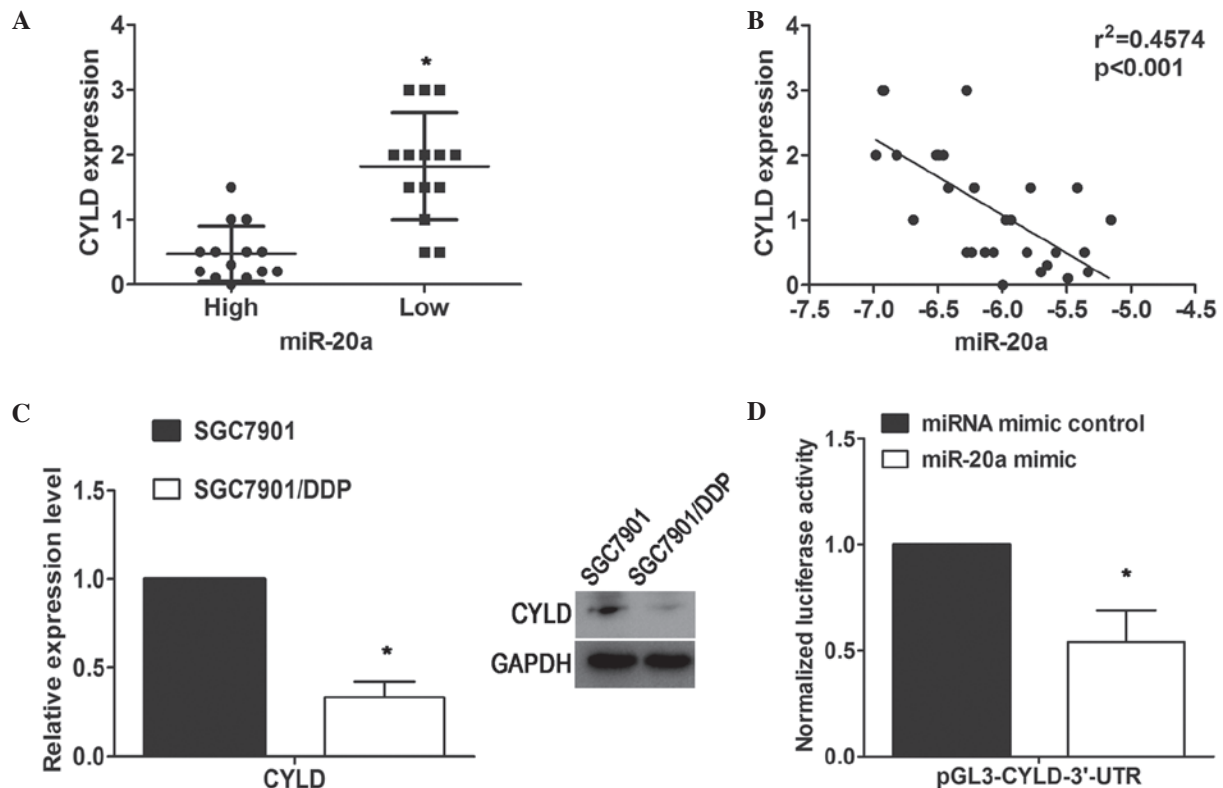 A
CYLD expression
4
3
2
1
0
*
High
Low
miR-20a
B
CYLD expression
4
3
2
1
0
r²=0.4574
p<0.001
-7.5
-7.0
-6.5
-6.0
-5.5
-5.0
-4.5
miR-20a
C
SGC7901
SGC7901/DDP
Relative expression level
1.5
1.0
0.5
0.0
*
CYLD
SGC7901
SGC7901/DDP
CYLD
GAPDH
D
miRNA mimic control
miR-20a mimic
Normalized luciferase activity
1.5
1.0
0.5
0.0
*
pGL3-CYLD-3'-UTR